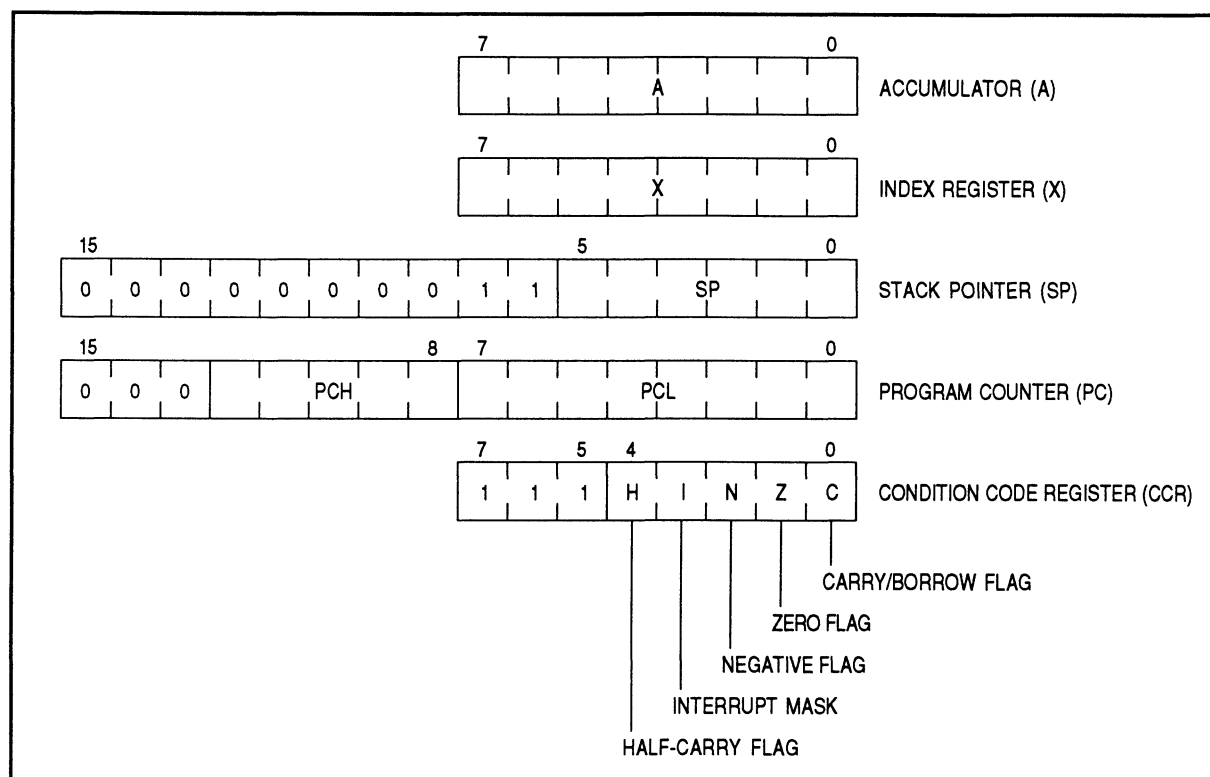 7 0
A ACCUMULATOR (A)
7 0
X INDEX REGISTER (X)
15 5 0
0 0 0 0 0 0 0 0 1 1 SP STACK POINTER (SP)
15 8 7 0
0 0 0 PCH PCL PROGRAM COUNTER (PC)
7 5 4 0
1 1 1 H I N Z C CONDITION CODE REGISTER (CCR)
CARRY/BORROW FLAG
ZERO FLAG
NEGATIVE FLAG
INTERRUPT MASK
HALF-CARRY FLAG